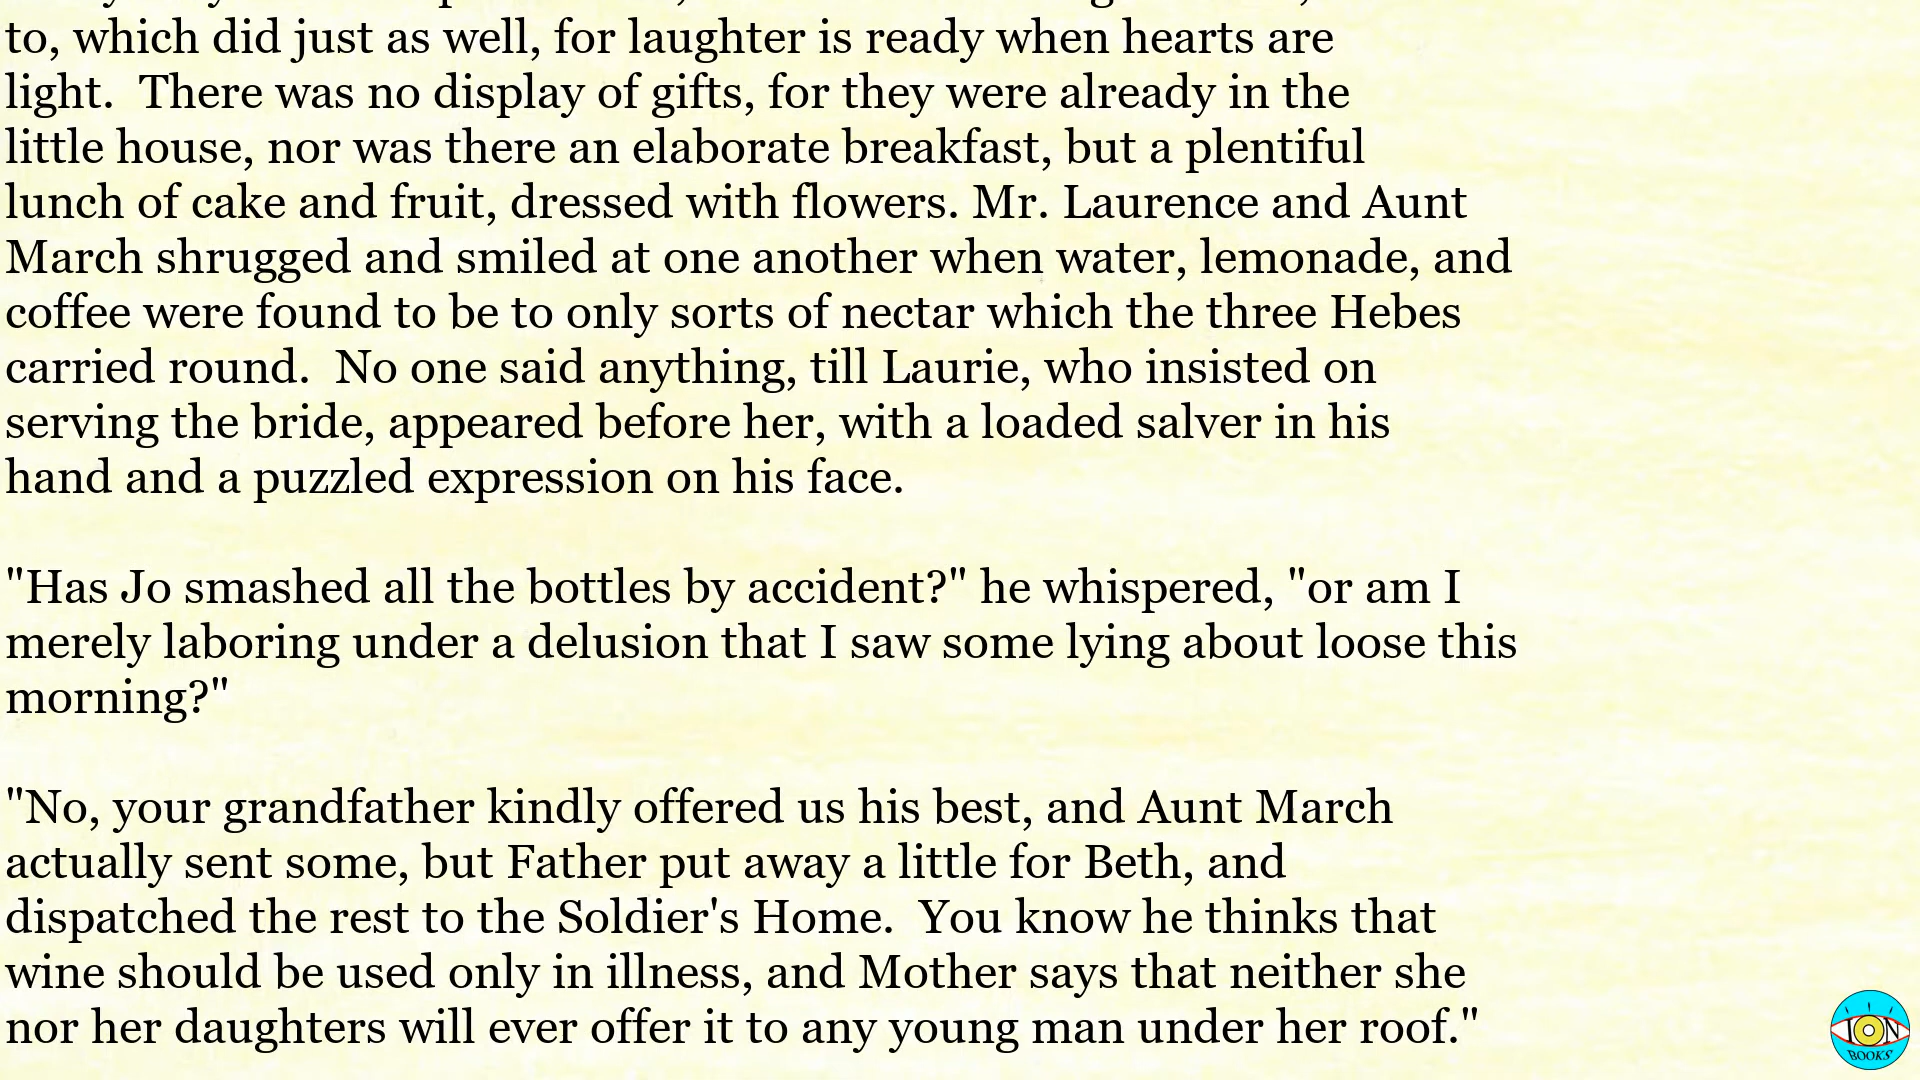 to, which did just as well, for laughter is ready when hearts are
light.  There was no display of gifts, for they were already in the
little house, nor was there an elaborate breakfast, but a plentiful
lunch of cake and fruit, dressed with flowers. Mr. Laurence and Aunt
March shrugged and smiled at one another when water, lemonade, and
coffee were found to be to only sorts of nectar which the three Hebes
carried round.  No one said anything, till Laurie, who insisted on
serving the bride, appeared before her, with a loaded salver in his
hand and a puzzled expression on his face.
"Has Jo smashed all the bottles by accident?" he whispered, "or am I
merely laboring under a delusion that I saw some lying about loose this
morning?"
"No, your grandfather kindly offered us his best, and Aunt March
actually sent some, but Father put away a little for Beth, and
dispatched the rest to the Soldier's Home.  You know he thinks that
wine should be used only in illness, and Mother says that neither she
nor her daughters will ever offer it to any young man under her roof."
ION
BOOKS